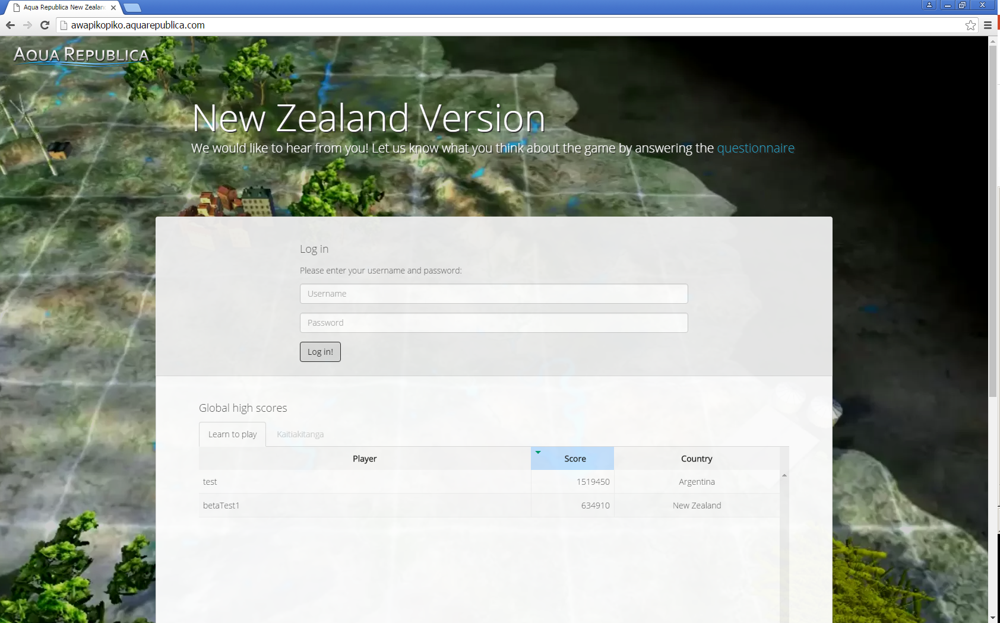 Aqua Republica New Zealan
awapikopiko.aquarepublica.com
AQUA REPUBLICA
New Zealand Version
We would like to hear from you! Let us know what you think about the game by answering the questionnaire
Log in
Please enter your username and password:
Username
Password
Log in!
Global high scores
Learn to play Kaitiakitanga
Player Score Country
test 1519450 Argentina
betaTest1 634910 New Zealand